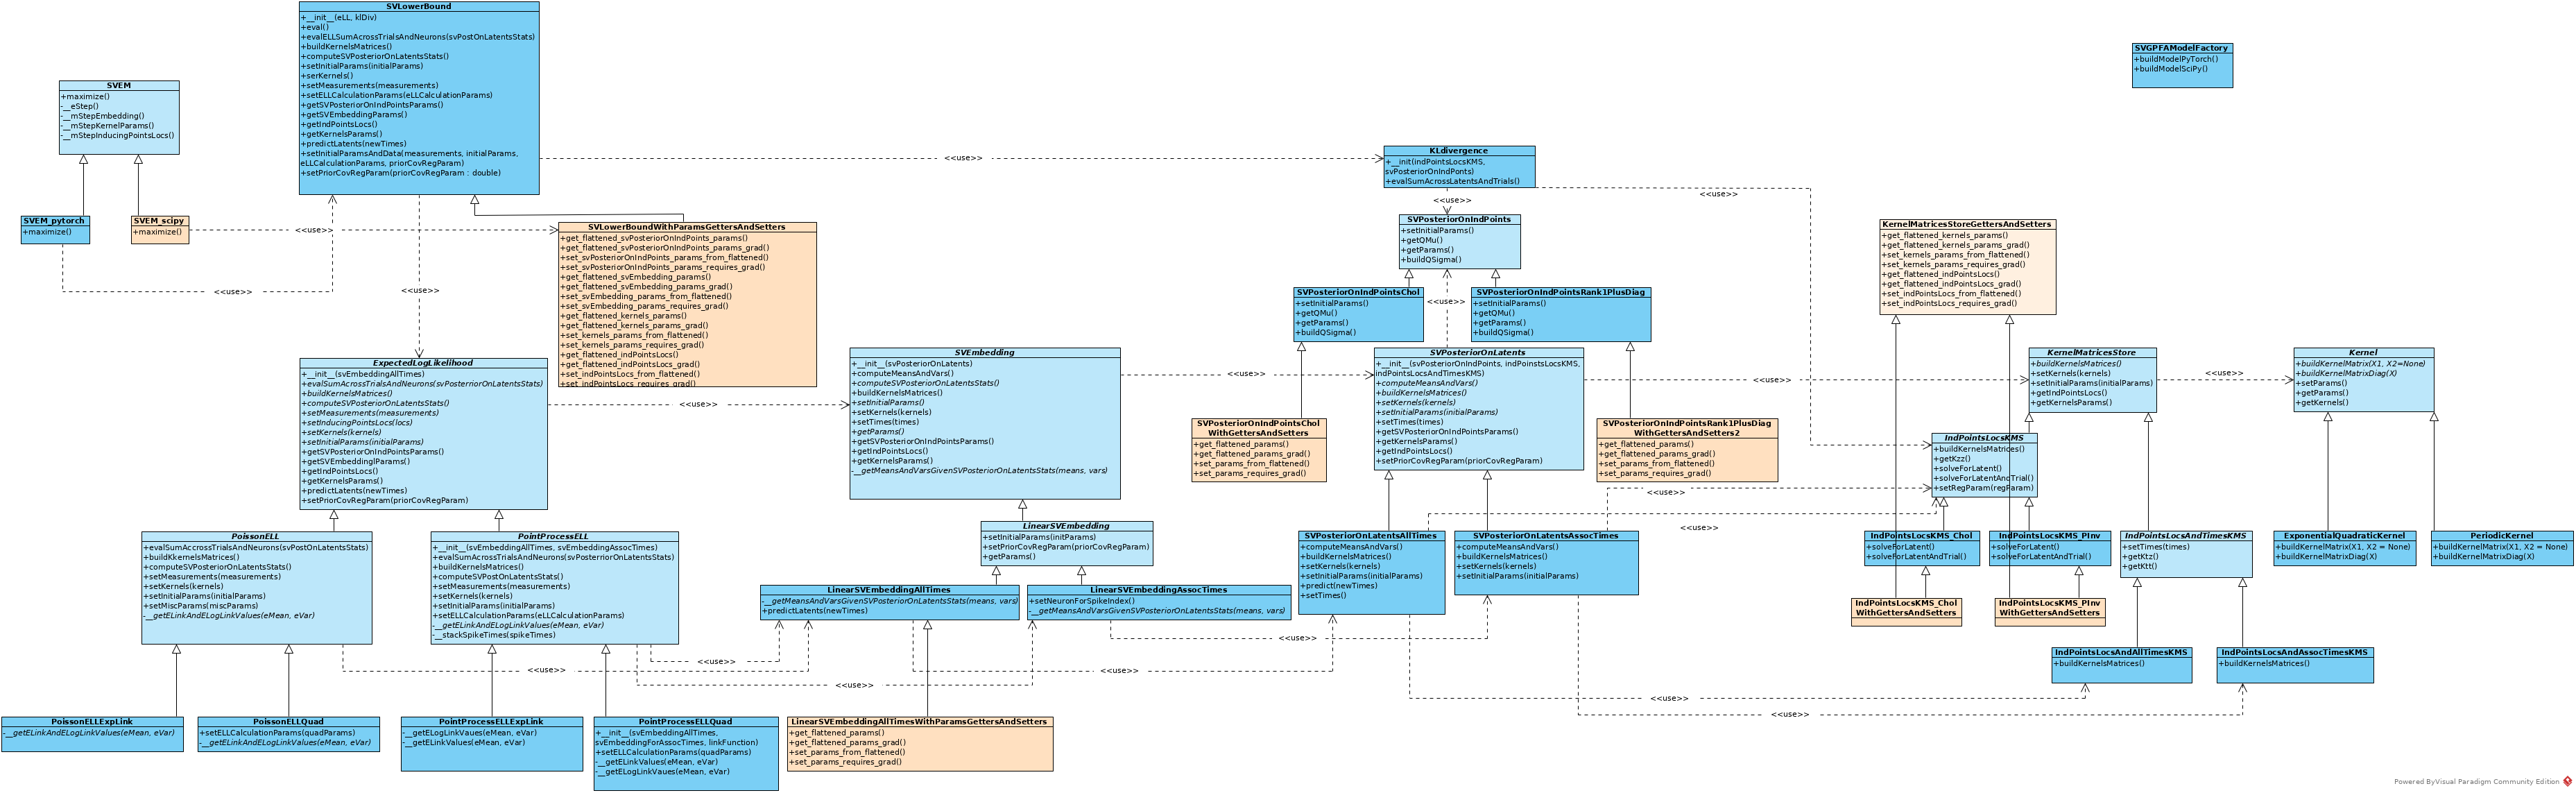 SVLowerBound
+__init__(eLL, klDiv)
+eval()
+evalELLSumAcrossTrialsAndNeurons(svPostOnLatentsStats)
+buildKernelsMatrices()
+computeSVPosteriorOnLatentsStats()
+setInitialParams(initialParams)
+serKernels()
+setMeasurements(measurements)
+setELLCalculationParams(eLLCalculationParams)
+getSVPosteriorOnIndPointsParams()
+getSVEmbeddingParams()
+getIndPointsLocs()
+getKernelsParams()
+predictLatents(newTimes)
+setInitialParamsAndData(measurements, initialParams,
eLLCalculationParams, priorCovRegParam)
+setPriorCovRegParam(priorCovRegParam : double)
SVGPFAModelFactory
+buildModelPyTorch()
+buildModelSciPy()
SVEM
+maximize()
-__eStep()
-__mStepEmbedding()
-__mStepKernelParams()
-__mStepInducingPointsLocs()
SVEM_pytorch
+maximize()
SVEM_scipy
+maximize()
<<use>>
<<use>>
<<use>>
<<use>>
KLdivergence
+__init(indPointsLocsKMS,
svPosteriorOnIndPonts)
+evalSumAcrossLatentsAndTrials()
<<use>>
<<use>>
SVLowerBoundWithParamsGettersAndSetters
+get_flattened_svPosteriorOnIndPoints_params()
+get_flattened_svPosteriorOnIndPoints_params_grad()
+set_svPosteriorOnIndPoints_params_from_flattened()
+set_svPosteriorOnIndPoints_params_requires_grad()
+get_flattened_svEmbedding_params()
+get_flattened_svEmbedding_params_grad()
+set_svEmbedding_params_from_flattened()
+set_svEmbedding_params_requires_grad()
+get_flattened_kernels_params()
+get_flattened_kernels_params_grad()
+set_kernels_params_from_flattened()
+set_kernels_params_requires_grad()
+get_flattened_indPointsLocs()
+get_flattened_indPointsLocs_grad()
+set_indPointsLocs_from_flattened()
+set_indPointsLocs_requires_grad()
SVPosteriorOnIndPoints
+setInitialParams()
+getQMu()
+getParams()
+buildQSigma()
SVPosteriorOnIndPointsChol
+setInitialParams()
+getQMu()
+getParams()
+buildQSigma()
<<use>>
SVPosteriorOnIndPointsRank1PlusDiag
+setInitialParams()
+getQMu()
+getParams()
+buildQSigma()
KernelMatricesStoreGettersAndSetters
+get_flattened_kernels_params()
+get_flattened_kernels_params_grad()
+set_kernels_params_from_flattened()
+set_kernels_params_requires_grad()
+get_flattened_indPointsLocs()
+get_flattened_indPointsLocs_grad()
+set_indPointsLocs_from_flattened()
+set_indPointsLocs_requires_grad()
ExpectedLogLikelihood
+__init__(svEmbeddingAllTimes)
+evalSumAcrossTrialsAndNeurons(svPosterriorOnLatentsStats)
+buildKernelsMatrices()
+computeSVPosteriorOnLatentsStats()
+setMeasurements(measurements)
+setInducingPointsLocs(locs)
+setKernels(kernels)
+setInitialParams(initialParams)
+getSVPosteriorOnIndPointsParams()
+getSVEmbeddinglParams()
+getIndPointsLocs()
+getKernelsParams()
+predictLatents(newTimes)
+setPriorCovRegParam(priorCovRegParam)
<<use>>
SVEmbedding
+__init__(svPosteriorOnLatents)
+computeMeansAndVars()
+computeSVPosteriorOnLatentsStats()
+buildKernelsMatrices()
+setInitialParams()
+setKernels(kernels)
+setTimes(times)
+getParams()
+getSVPosteriorOnIndPointsParams()
+getIndPointsLocs()
+getKernelsParams()
-__getMeansAndVarsGivenSVPosteriorOnLatentsStats(means, vars)
<<use>>
SVPosteriorOnLatents
+__init__(svPosteriorOnIndPoints, indPoinstsLocsKMS,
indPointsLocsAndTimesKMS)
+computeMeansAndVars()
+buildKernelsMatrices()
+setKernels(kernels)
+setInitialParams(initialParams)
+setTimes(times)
+getSVPosteriorOnIndPointsParams()
+getKernelsParams()
+getIndPointsLocs()
+setPriorCovRegParam(priorCovRegParam)
<<use>>
KernelMatricesStore
+buildKernelsMatrices()
+setKernels(kernels)
+setInitialParams(initialParams)
+getIndPointsLocs()
+getKernelsParams()
<<use>>
Kernel
+buildKernelMatrix(X1, X2=None)
+buildKernelMatrixDiag(X)
+setParams()
+getParams()
+getKernels()
SVPosteriorOnIndPointsChol
WithGettersAndSetters
+get_flattened_params()
+get_flattened_params_grad()
+set_params_from_flattened()
+set_params_requires_grad()
SVPosteriorOnIndPointsRank1PlusDiag
WithGettersAndSetters2
+get_flattened_params()
+get_flattened_params_grad()
+set_params_from_flattened()
+set_params_requires_grad()
IndPointsLocsKMS
+buildKernelsMatrices()
+getKzz()
+solveForLatent()
+solveForLatentAndTrial()
+setRegParam(regParam)
<<use>>
<<use>>
PoissonELL
+evalSumAccrossTrialsAndNeurons(svPostOnLatentsStats)
+buildKkernelsMatrices()
+computeSVPosteriorOnLatentsStats()
+setMeasurements(measurements)
+setKernels(kernels)
+setInitialParams(initialParams)
+setMiscParams(miscParams)
-__getELinkAndELogLinkValues(eMean, eVar)
PointProcessELL
+__init__(svEmbeddingAllTimes, svEmbeddingAssocTimes)
+evalSumAcrossTrialsAndNeurons(svPosteriorOnLatentsStats)
+buildKernelsMatrices()
+computeSVPostOnLatentsStats()
+setMeasurements(measurements)
+setKernels(kernels)
+setInitialParams(initialParams)
+setELLCalculationParams(eLLCalculationParams)
-__getELinkAndELogLinkValues(eMean, eVar)
-__stackSpikeTimes(spikeTimes)
LinearSVEmbedding
+setInitialParams(initParams)
+setPriorCovRegParam(priorCovRegParam)
+getParams()
LinearSVEmbeddingAllTimes
-__getMeansAndVarsGivenSVPosteriorOnLatentsStats(means, vars)
+predictLatents(newTimes)
LinearSVEmbeddingAssocTimes
+setNeuronForSpikeIndex()
-__getMeansAndVarsGivenSVPosteriorOnLatentsStats(means, vars)
SVPosteriorOnLatentsAllTimes
+computeMeansAndVars()
+buildKernelsMatrices()
+setKernels(kernels)
+setInitialParams(initialParams)
+predict(newTimes)
+setTimes()
SVPosteriorOnLatentsAssocTimes
+computeMeansAndVars()
+buildKernelsMatrices()
+setKernels(kernels)
+setInitialParams(initialParams)
IndPointsLocsKMS_Chol
+solveForLatent()
+solveForLatentAndTrial()
IndPointsLocsKMS_PInv
+solveForLatent()
+solveForLatentAndTrial()
IndPointsLocsAndTimesKMS
+setTimes(times)
+getKtz()
+getKtt()
ExponentialQuadraticKernel
+buildKernelMatrix(X1, X2 = None)
+buildKernelMatrixDiag(X)
PeriodicKernel
+buildKernelMatrix(X1, X2 = None)
+buildKernelMatrixDiag(X)
IndPointsLocsKMS_Chol
WithGettersAndSetters
IndPointsLocsKMS_PInv
WithGettersAndSetters
<<use>>
<<use>>
<<use>>
<<use>>
<<use>>
<<use>>
<<use>>
IndPointsLocsAndAllTimesKMS
+buildKernelsMatrices()
IndPointsLocsAndAssocTimesKMS
+buildKernelsMatrices()
PoissonELLExpLink
-__getELinkAndELogLinkValues(eMean, eVar)
PoissonELLQuad
+setELLCalculationParams(quadParams)
-__getELinkAndELogLinkValues(eMean, eVar)
PointProcessELLExpLink
-__getELogLinkVaues(eMean, eVar)
-__getELinkValues(eMean, eVar)
PointProcessELLQuad
+__init__(svEmbeddingAllTimes,
svEmbeddingForAssocTimes, linkFunction)
+setELLCalculationParams(quadParams)
-__getELinkValues(eMean, eVar)
-__getELogLinkVaues(eMean, eVar)
LinearSVEmbeddingAllTimesWithParamsGettersAndSetters
+get_flattened_params()
+get_flattened_params_grad()
+set_params_from_flattened()
+set_params_requires_grad()
Powered ByVisual Paradigm Community Edition